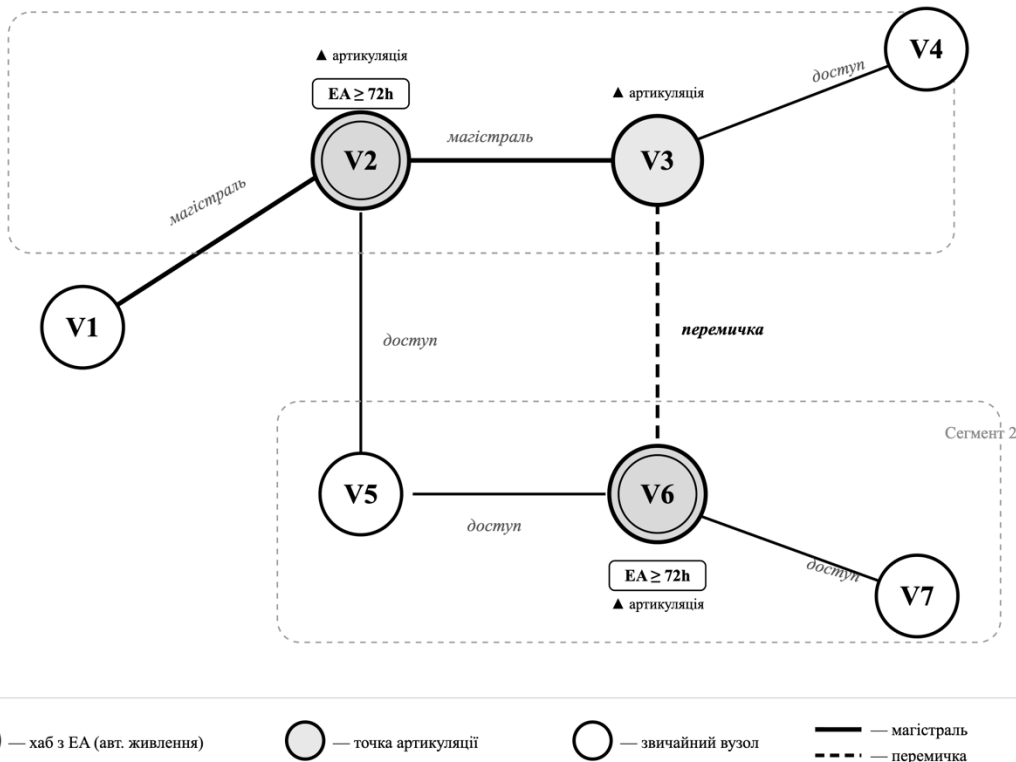 V4
▲ артикуляція
EA ≥ 72h
▲ артикуляція
доступ
магістраль
V2
V3
магістраль
V1
перемичка
доступ
Сегмент 2
V5
V6
доступ
доступ
EA ≥ 72h
▲ артикуляція
V7
— хаб з EA (авт. живлення)
— точка артикуляції
— звичайний вузол
— магістраль
— перемичка